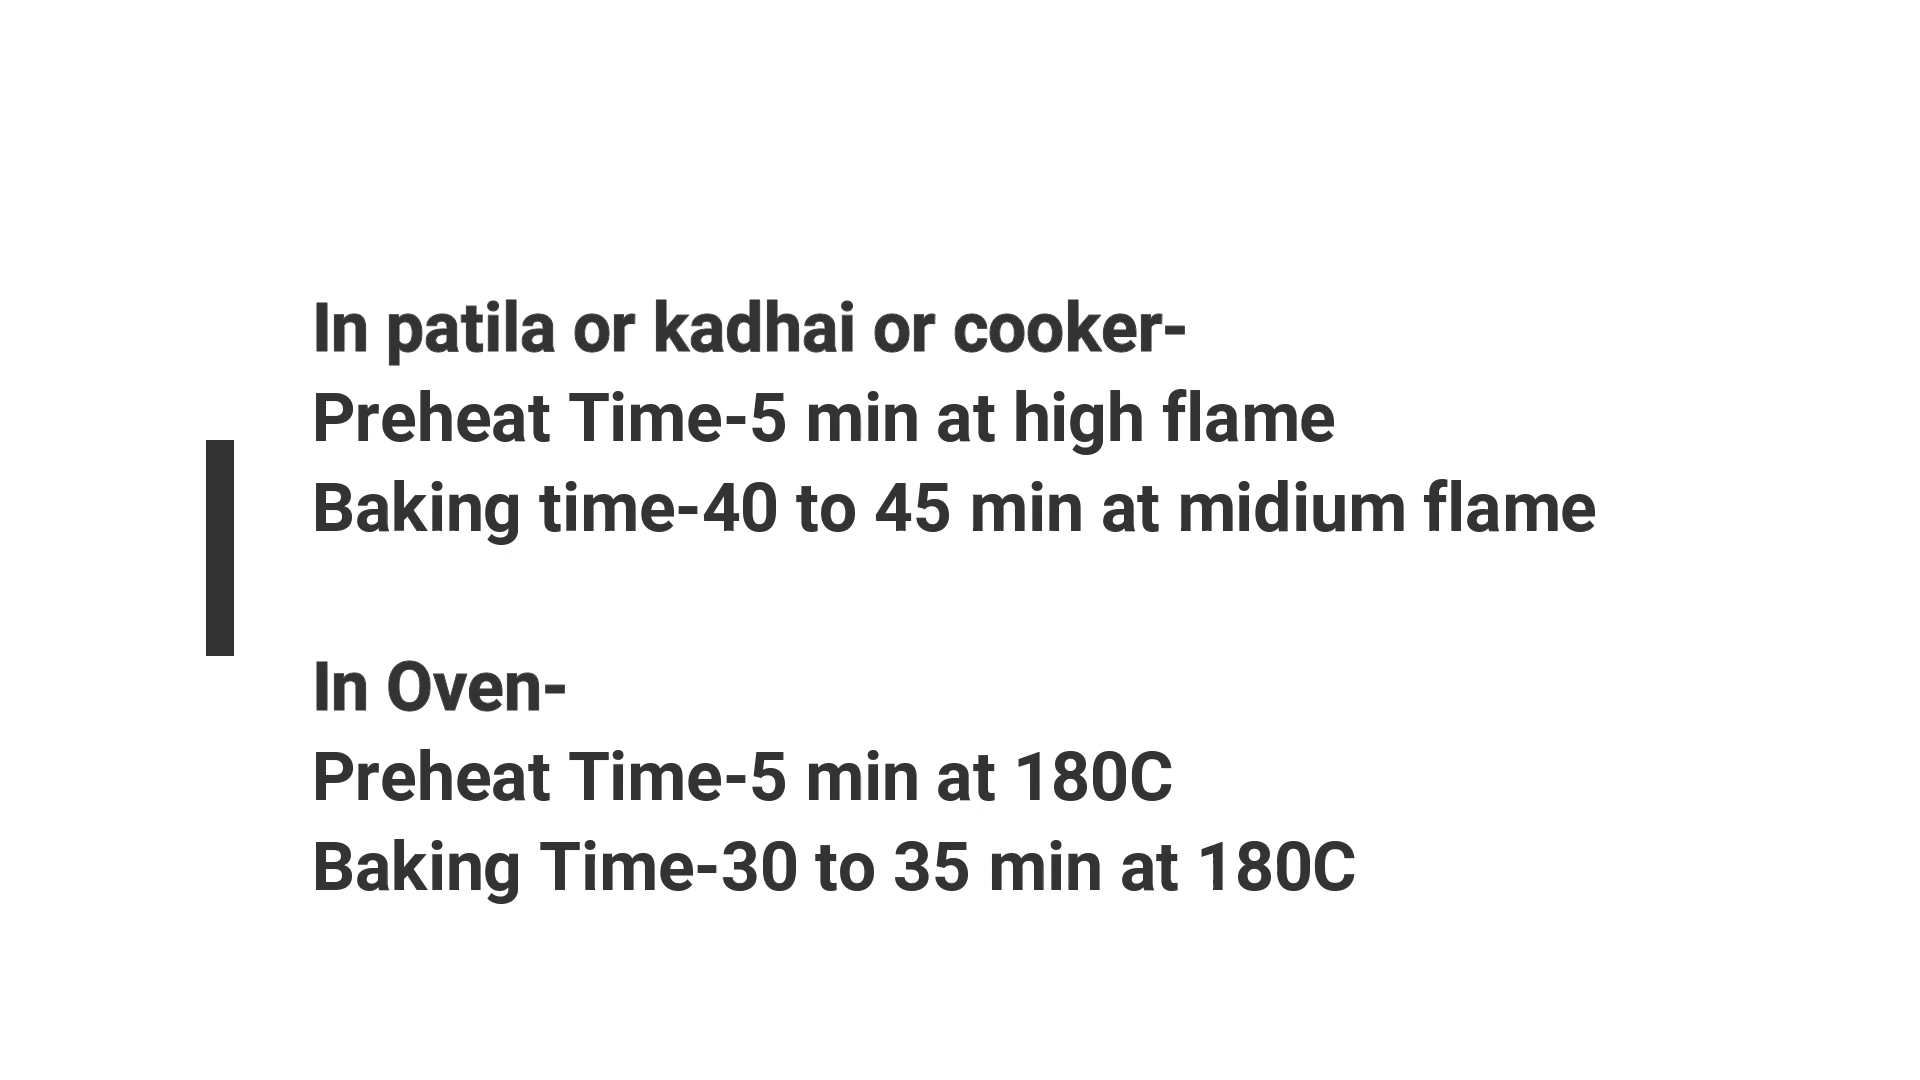 In patila or kadhai or cooker-
Preheat Time-5 min at high flame
Baking time-40 to 45 min at midium flame
In Oven-
Preheat Time-5 min at 180C
Baking Time-30 to 35 min at 180C